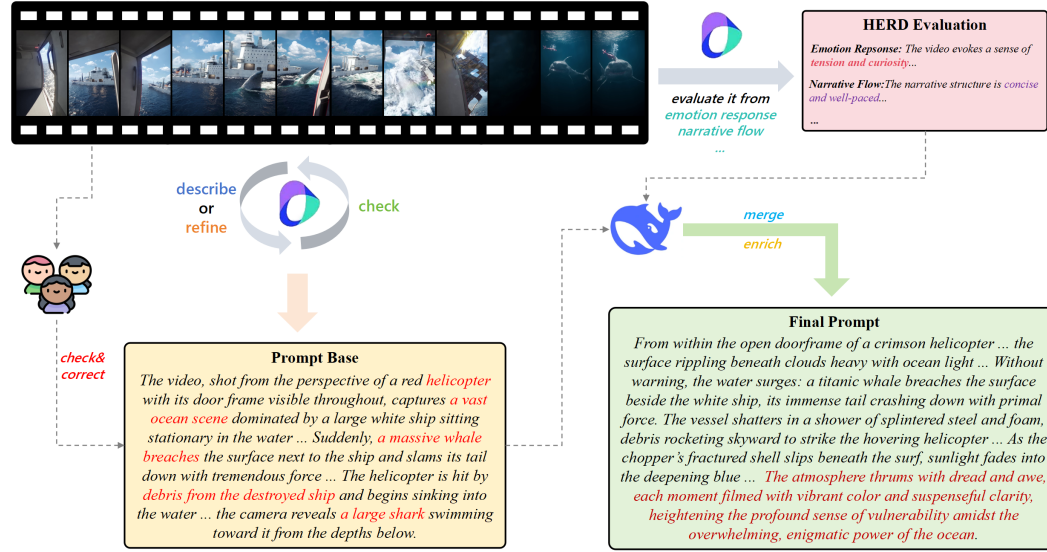 HERD Evaluation
Emotion Repsonse: The video evokes a sense of
tension and curiosity...
Narrative Flow:The narrative structure is concise
and well-paced...
...
evaluate it from
emotion response
narrative flow
...
describe
or
refine
check
merge
enrich
check&
correct
Prompt Base
The video, shot from the perspective of a red helicopter
with its door frame visible throughout, captures a vast
ocean scene dominated by a large white ship sitting
stationary in the water ... Suddenly, a massive whale
breaches the surface next to the ship and slams its tail
down with tremendous force ... The helicopter is hit by
debris from the destroyed ship and begins sinking into
the water ... the camera reveals a large shark swimming
toward it from the depths below.
Final Prompt
From within the open doorframe of a crimson helicopter ... the
surface rippling beneath clouds heavy with ocean light ... Without
warning, the water surges: a titanic whale breaches the surface
beside the white ship, its immense tail crashing down with primal
force. The vessel shatters in a shower of splintered steel and foam,
debris rocketing skyward to strike the hovering helicopter ... As the
chopper's fractured shell slips beneath the surf, sunlight fades into
the deepening blue ... The atmosphere thrums with dread and awe,
each moment filmed with vibrant color and suspenseful clarity,
heightening the profound sense of vulnerability amidst the
overwhelming, enigmatic power of the ocean.